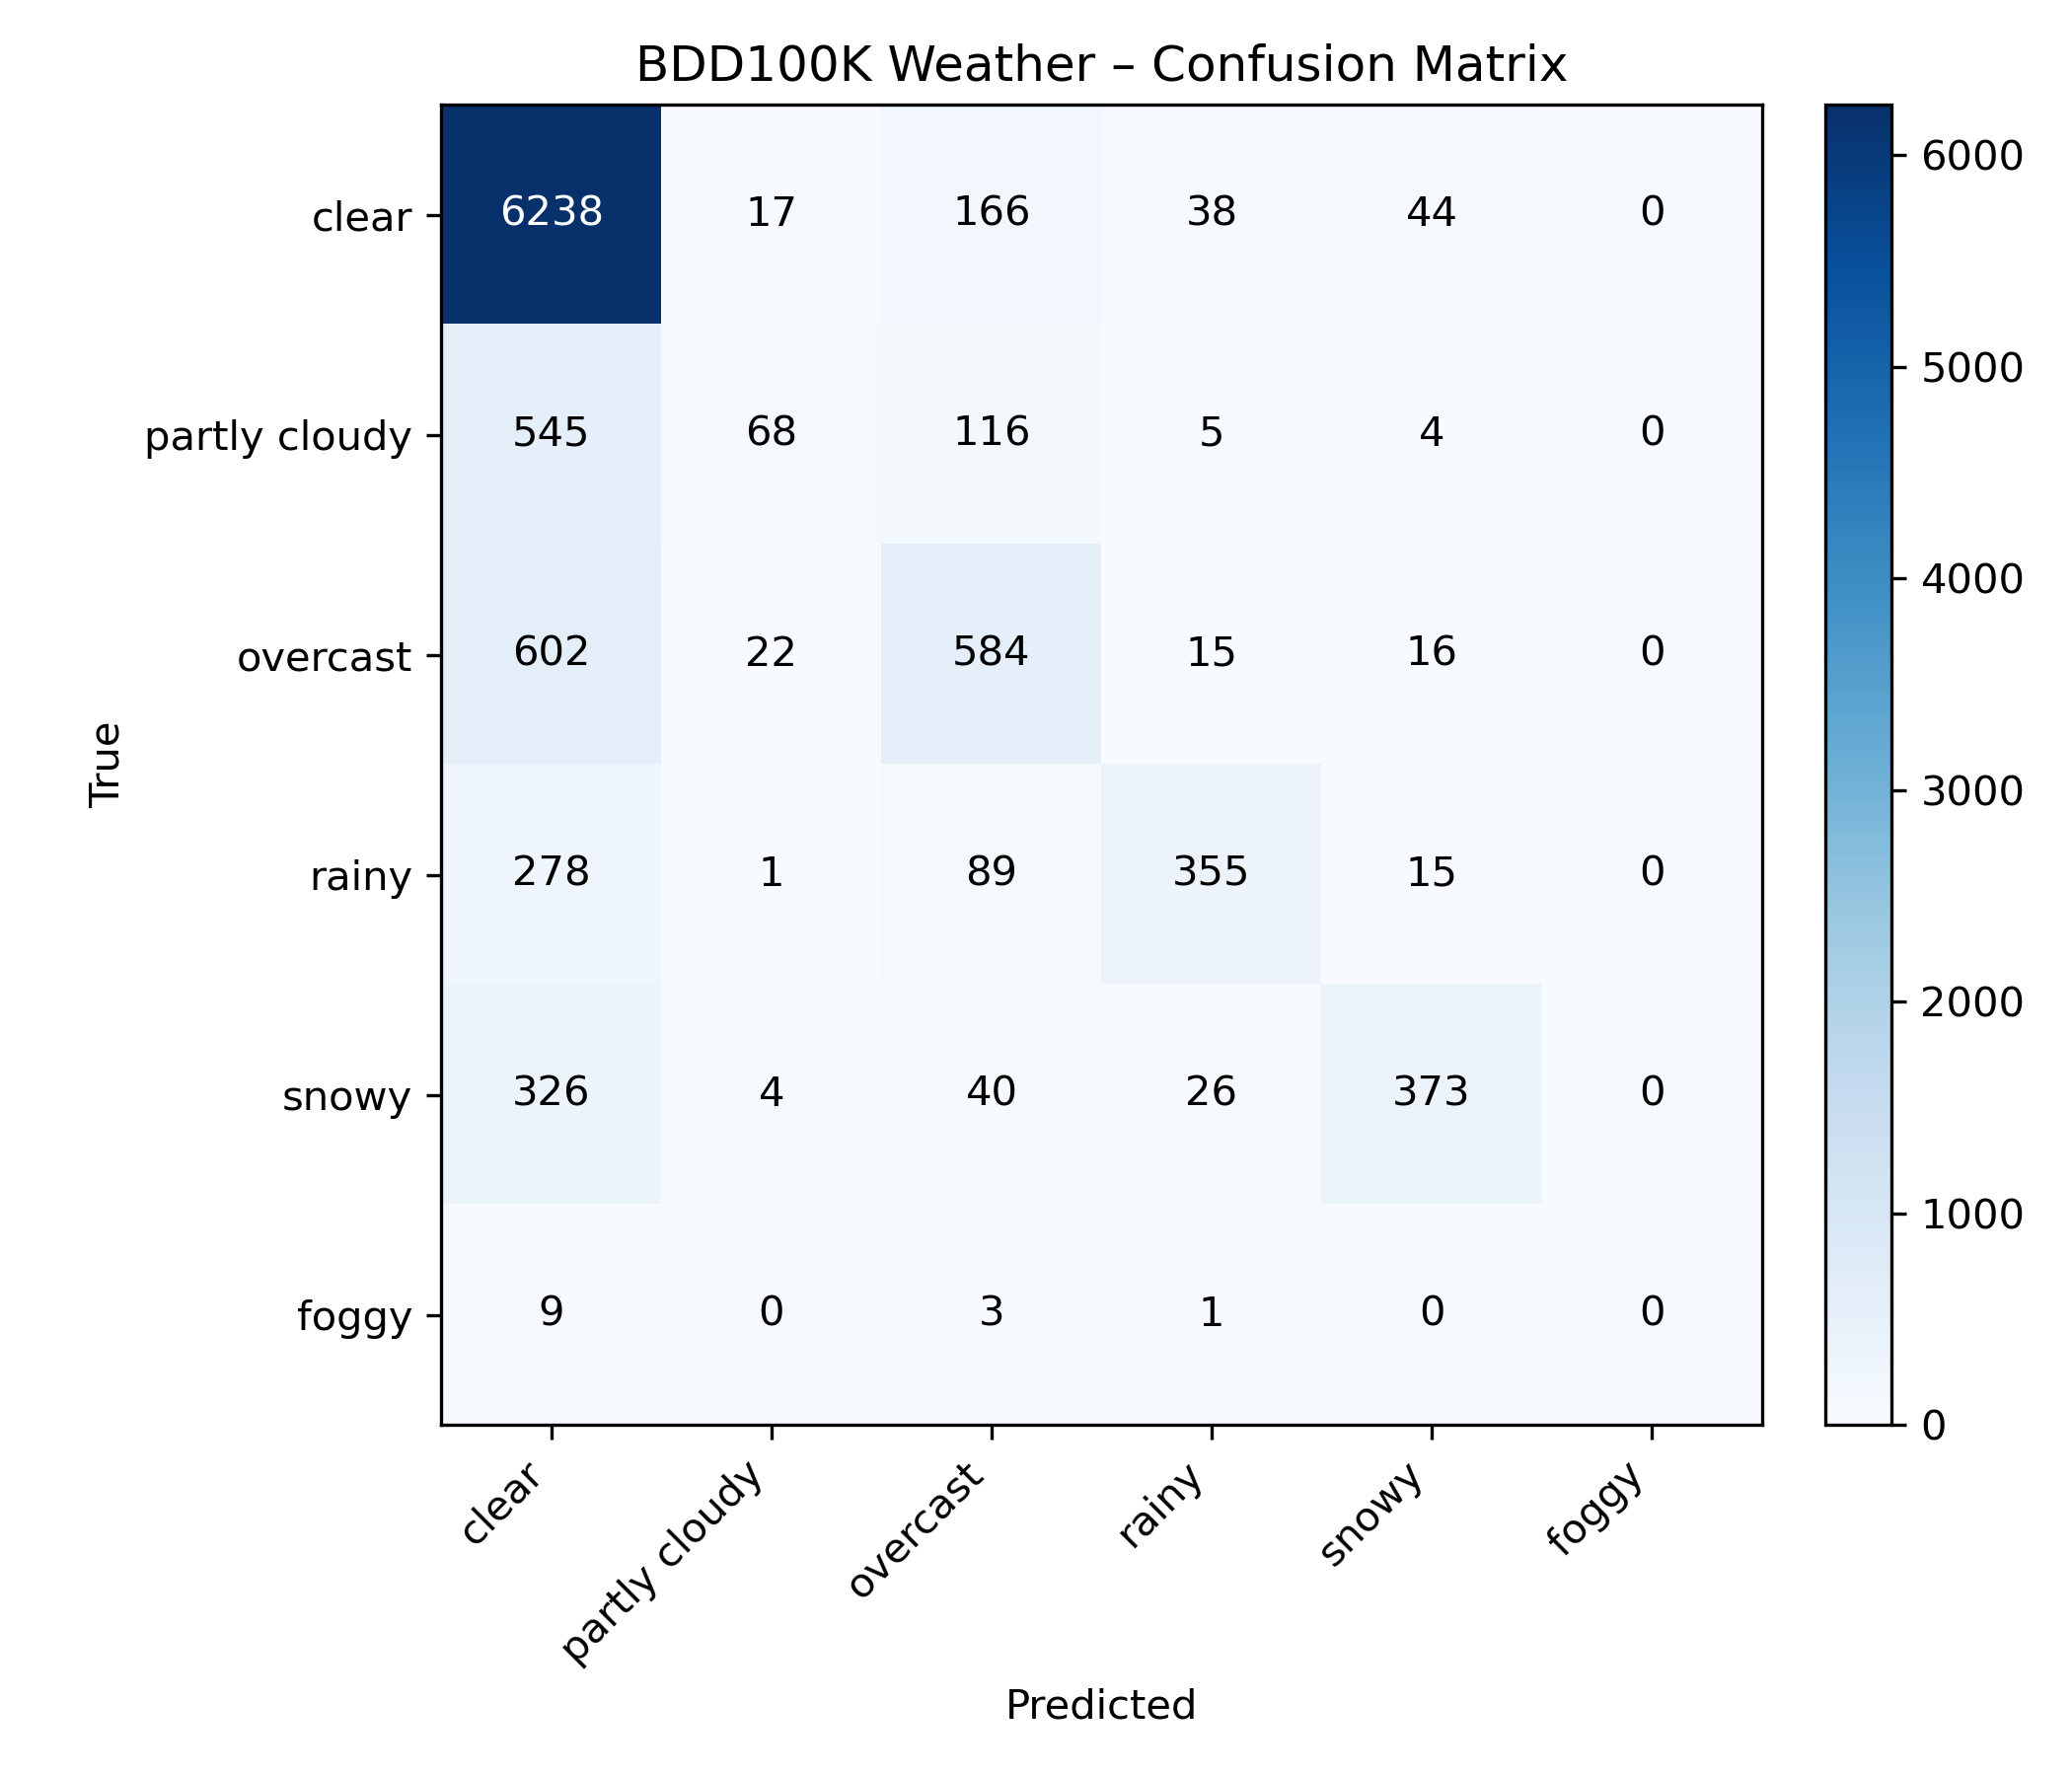 BDD100K Weather – Confusion Matrix
clear 6238 17 166 38 44 0
partly cloudy 545 68 116 5 4 0
overcast 602 22 584 15 16 0
rainy 278 1 89 355 15 0
snowy 326 4 40 26 373 0
foggy 9 0 3 1 0 0
True
clear partly cloudy overcast rainy snowy foggy
Predicted
6000
5000
4000
3000
2000
1000
0